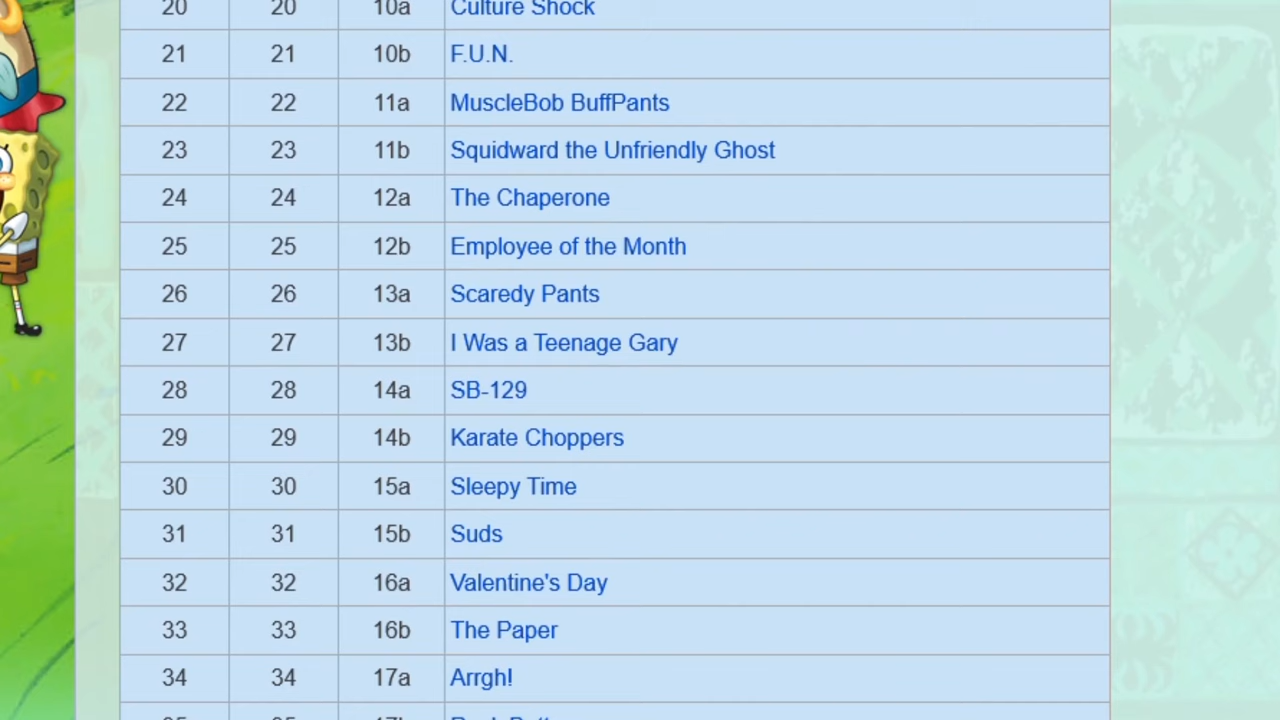 20 20 10a Culture Shock
21 21 10b F.U.N.
22 22 11a MuscleBob BuffPants
23 23 11b Squidward the Unfriendly Ghost
24 24 12a The Chaperone
25 25 12b Employee of the Month
26 26 13a Scaredy Pants
27 27 13b I Was a Teenage Gary
28 28 14a SB-129
29 29 14b Karate Choppers
30 30 15a Sleepy Time
31 31 15b Suds
32 32 16a Valentine's Day
33 33 16b The Paper
34 34 17a Arrgh!